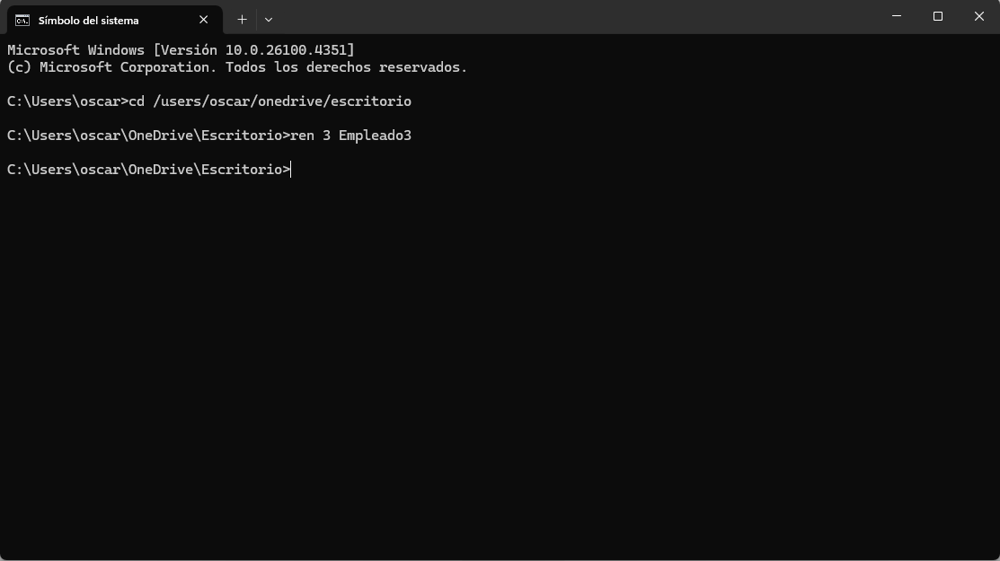 Símbolo del sistema
Microsoft Windows [Versión 10.0.26100.4351]
(c) Microsoft Corporation. Todos los derechos reservados.
C:\Users\oscar>cd /users/oscar/onedrive/escritorio
C:\Users\oscar\OneDrive\Escritorio>ren 3 Empleado3
C:\Users\oscar\OneDrive\Escritorio>